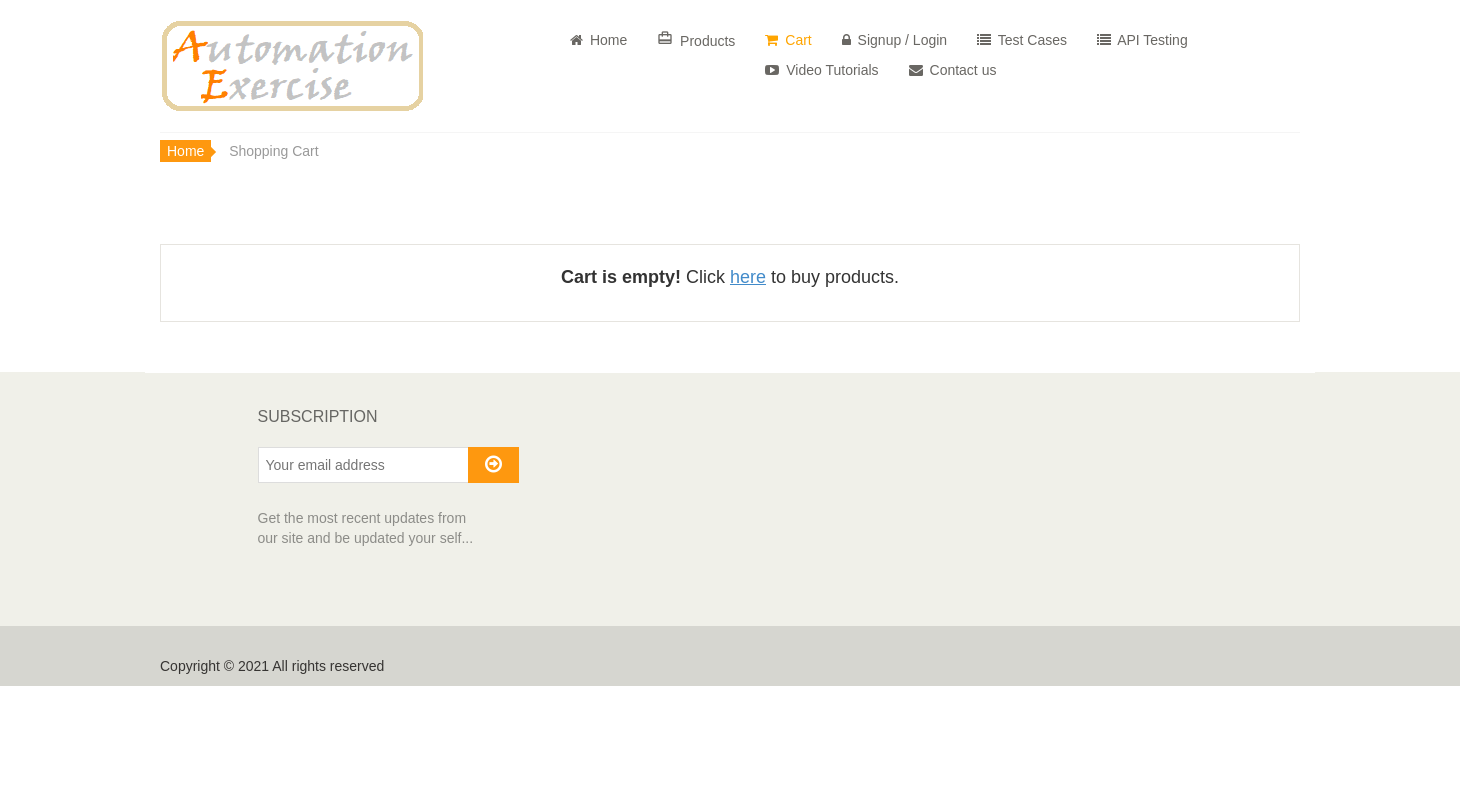 Automation
Exercise
Home Products Cart Signup / Login Test Cases API Testing
Video Tutorials Contact us
Home Shopping Cart
Cart is empty! Click here to buy products.
SUBSCRIPTION
Your email address
Get the most recent updates from
our site and be updated your self...
Copyright © 2021 All rights reserved